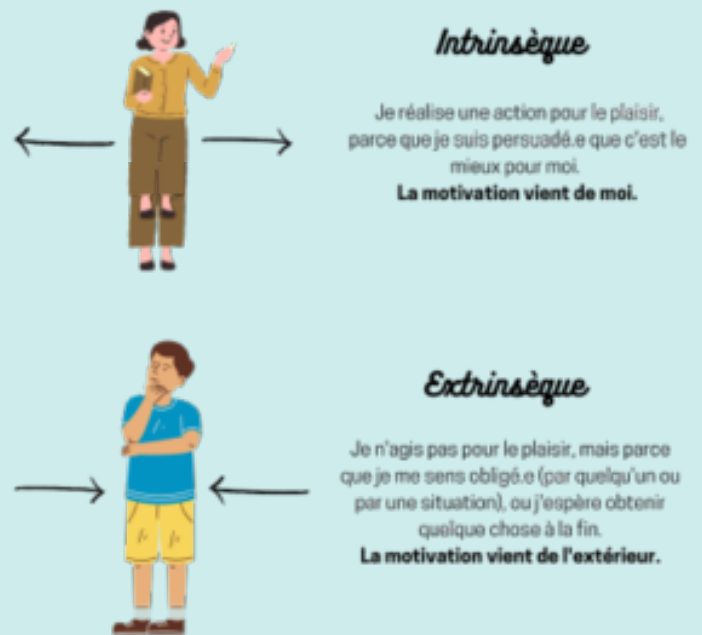 Intrinsèque
Je réalise une action pour le plaisir,
parce que je suis persuadé.e que c'est le
mieux pour moi.
La motivation vient de moi.
Extrinsèque
Je n'agis pas pour le plaisir, mais parce
que je me sens obligé.e (par quelqu'un ou
par une situation), ou j'espère obtenir
quelque chose à la fin.
La motivation vient de l'extérieur.